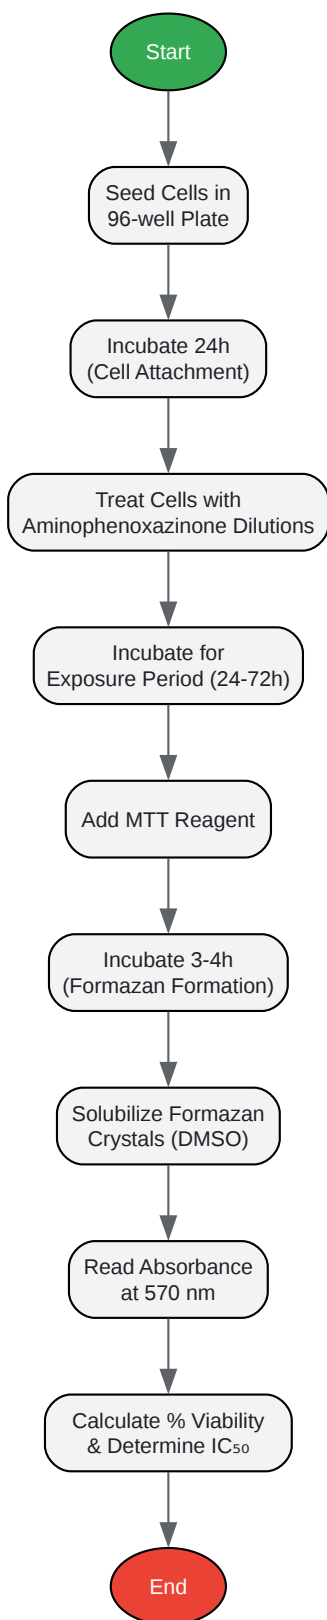 Start
Seed Cells in
96-well Plate
Incubate 24h
(Cell Attachment)
Treat Cells with
Aminophenoxazinone Dilutions
Incubate for
Exposure Period (24-72h)
Add MTT Reagent
Incubate 3-4h
(Formazan Formation)
Solubilize Formazan
Crystals (DMSO)
Read Absorbance
at 570 nm
Calculate % Viability
& Determine IC₅₀
End